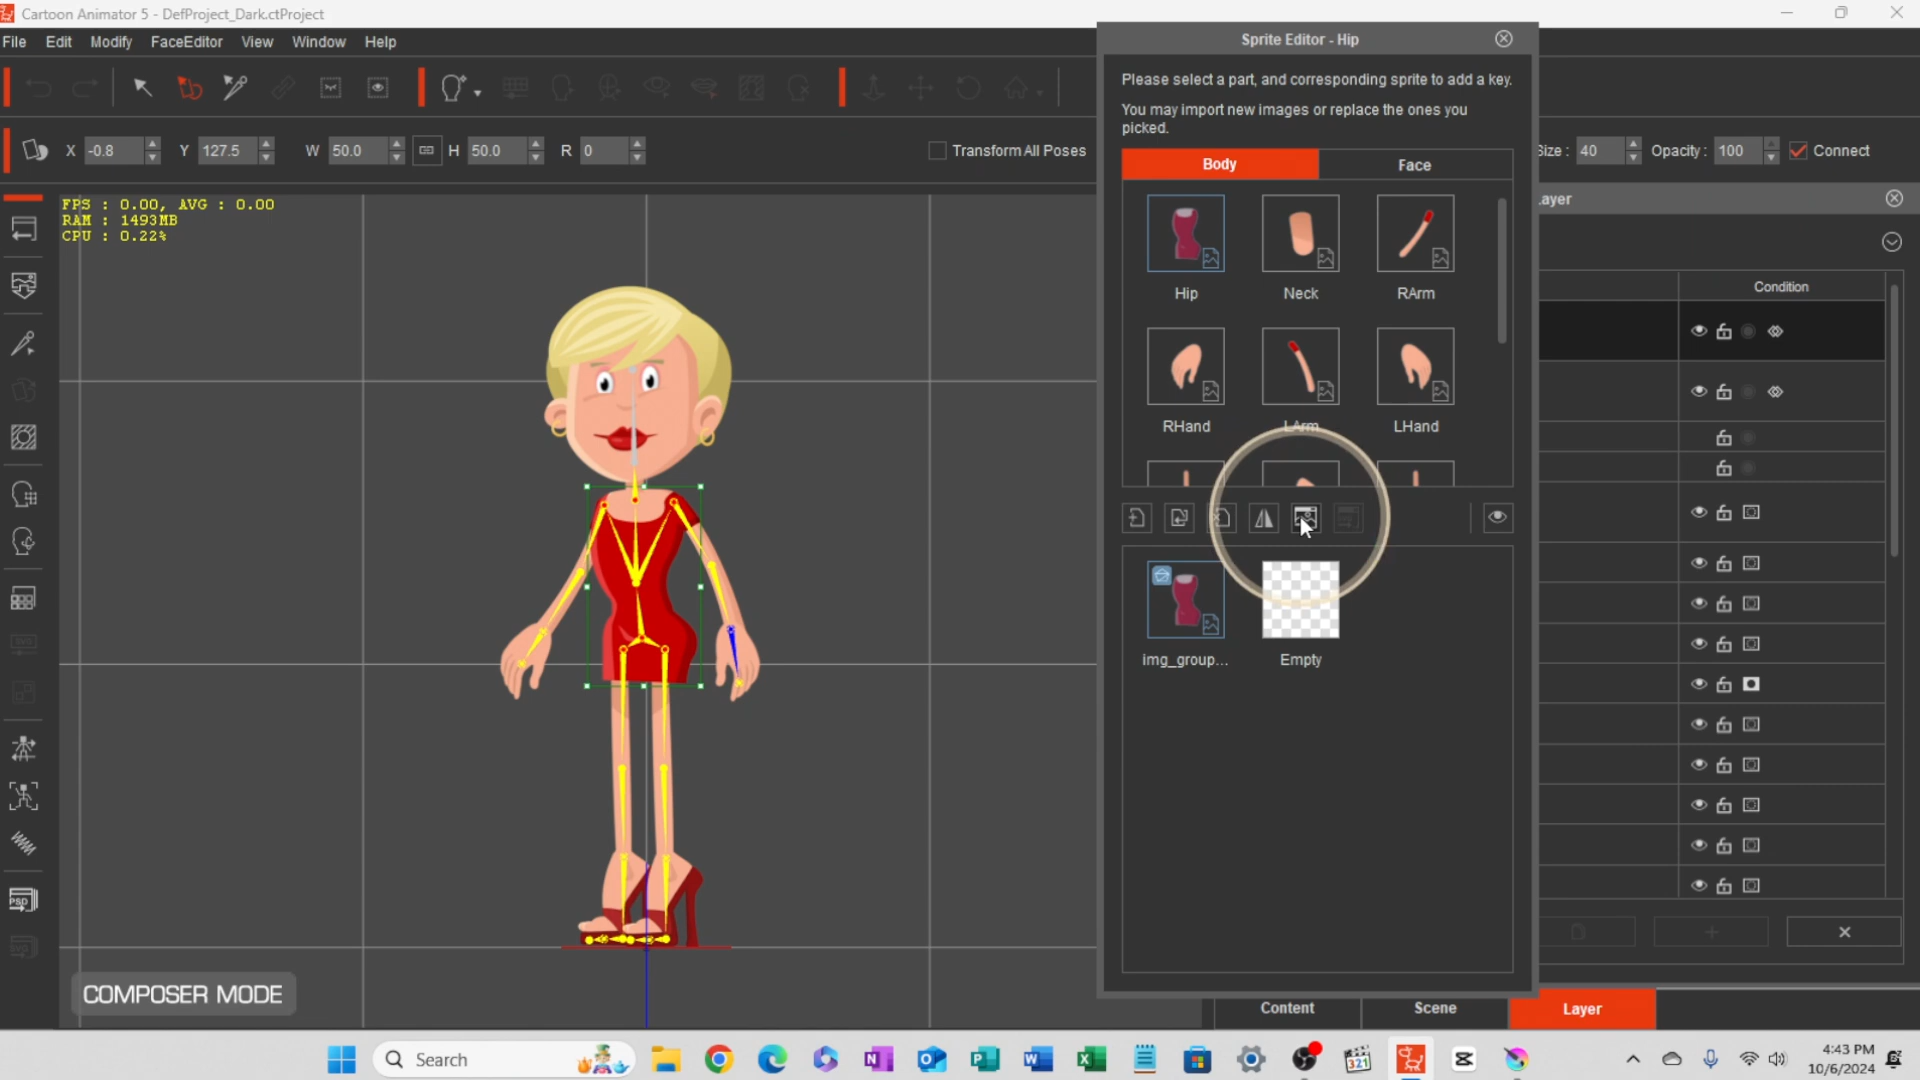 Cartoon Animator 5 - DefProject_Dark.ctProject
File Edit Modify FaceEditor View Window Help
Sprite Editor - Hip
Please select a part, and corresponding sprite to add a key.
You may import new images or replace the ones you
picked.
X -0.8 Y 127.5 W 50.0 H 50.0 R 0 Transform All Poses
Size : 40 Opacity : 100 Connect
Body Face
FPS : 0.00, AVG : 0.00
RAM : 1493MB
CPU : 0.22%
Layer
Condition
Hip Neck RArm
RHand LArm LHand
img_group... Empty
PSD
COMPOSER MODE
Content Scene Layer
Search
321
4:43 PM
10/6/2024